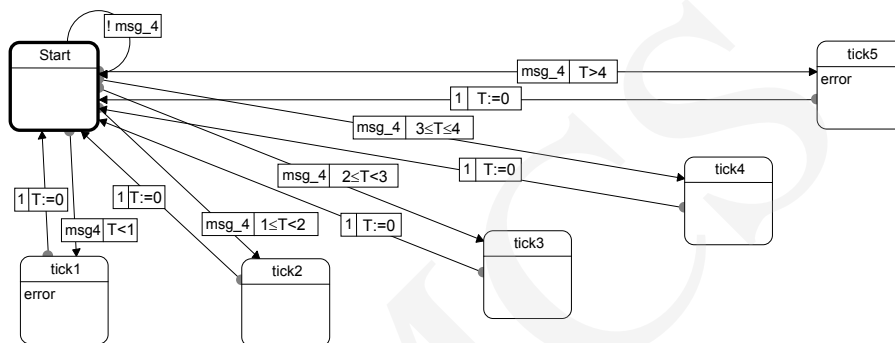 ! msg_4
Start
tick5
error
msg_4 T>4
1 T:=0
msg_4 3≤T≤4
1 T:=0
tick4
msg_4 2≤T<3
1 T:=0
1 T:=0
msg4 T<1
msg_4 1≤T<2
1 T:=0
tick3
tick1
error
tick2
MCS